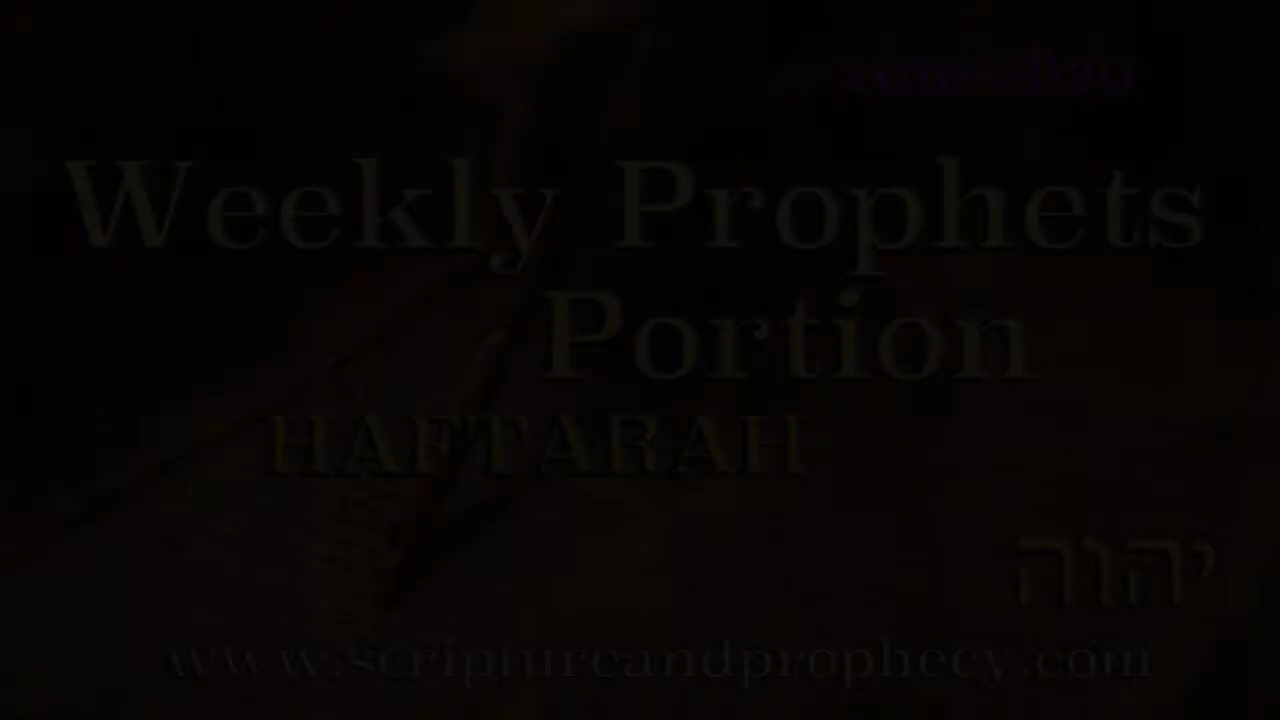 Weekly Prophets
Portion
HAFTARAH
יהוה
www.scriptureandprophecy.com